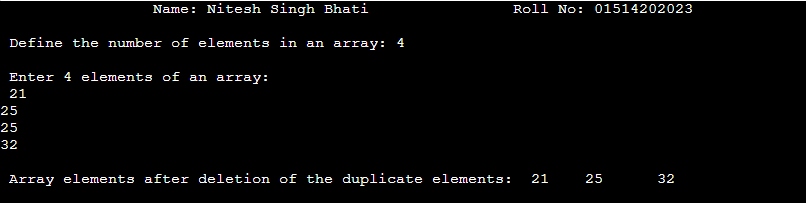 Name: Nitesh Singh Bhati Roll No: 01514202023
Define the number of elements in an array: 4
Enter 4 elements of an array:
21
25
25
32
Array elements after deletion of the duplicate elements: 21 25 32